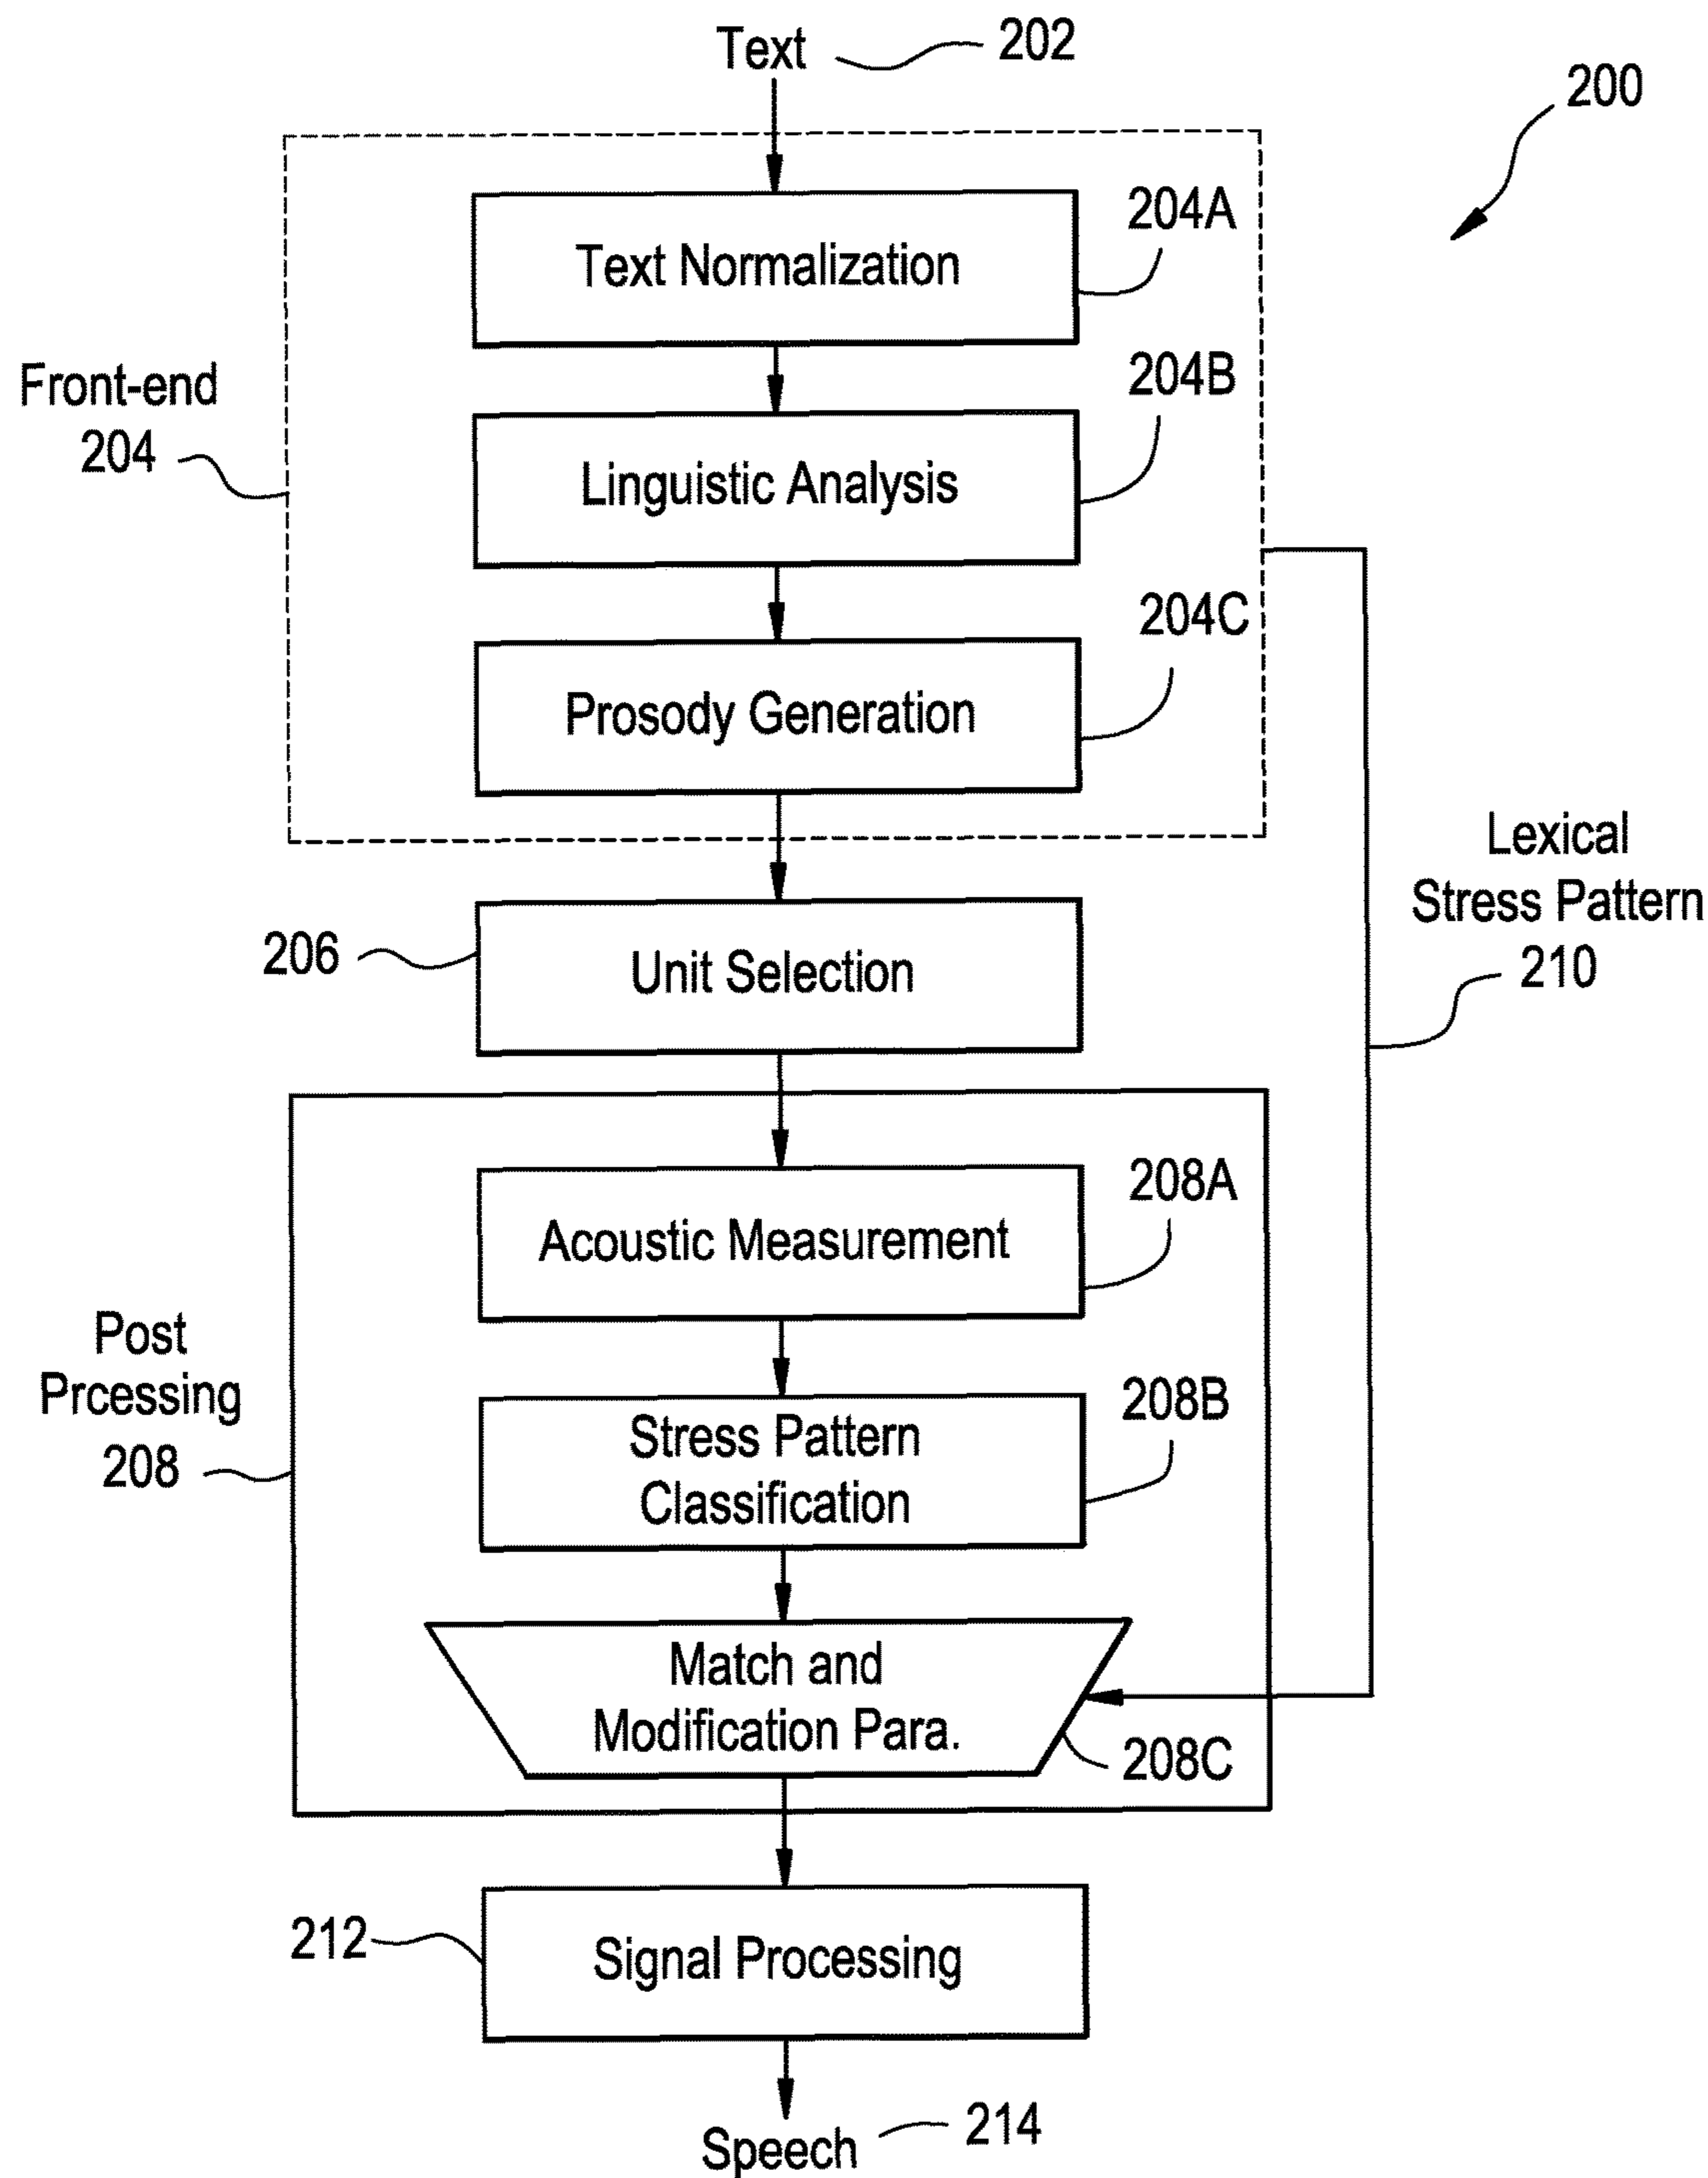 Text
202
200
204A
Text Normalization
Front-end
204
204B
Linguistic Analysis
204C
Prosody Generation
Lexical
Stress Pattern
210
206
Unit Selection
208A
Acoustic Measurement
Post
Prcessing
208
208B
Stress Pattern
Classification
Match and
Modification Para.
208C
212
Signal Processing
Speech
214